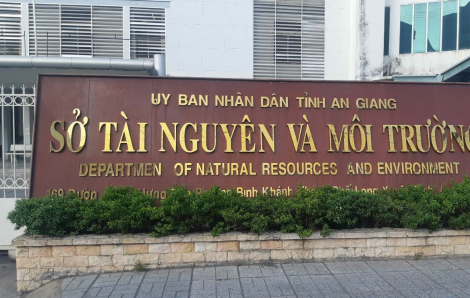 UY BAN NHÂN DÂN TỈNH AN GIANG
SỞ TÀI NGUYÊN VÀ MÔI TRƯỜNG
DEPARTMEN OF NATURAL RESOURCES AND ENVIRONMENT
Bình Khánh Long